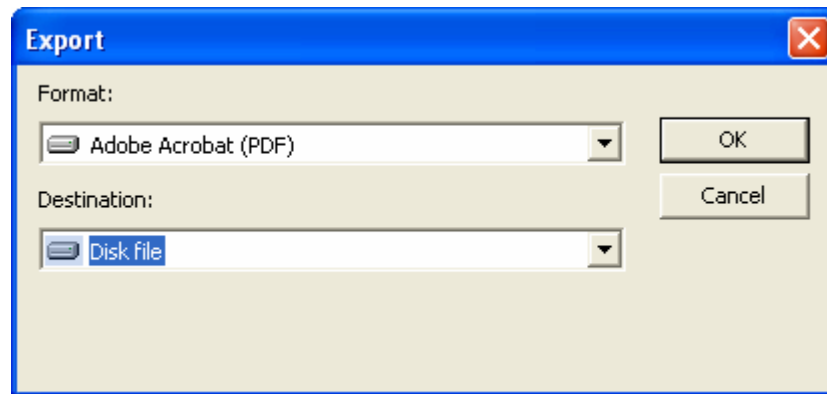 Export
Format:
Adobe Acrobat (PDF)
OK
Destination:
Cancel
Disk file